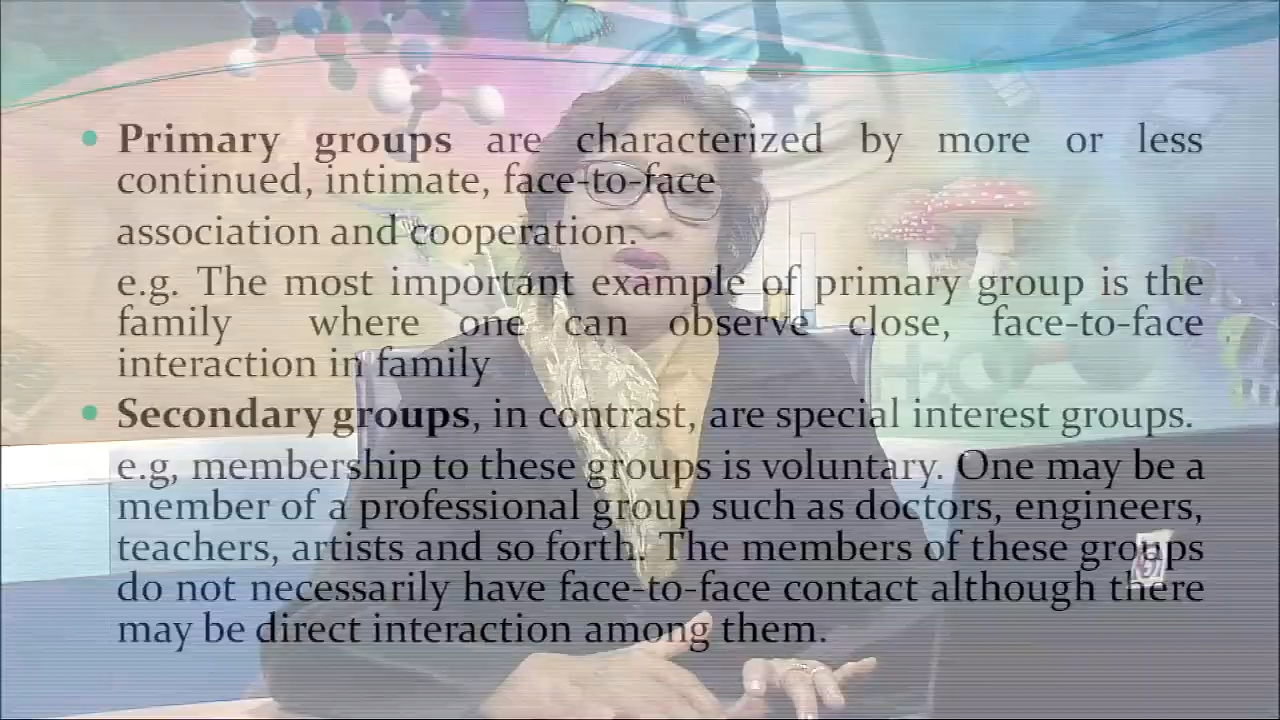 Primary groups are characterized by more or less
continued, intimate, face-to-face
association and cooperation.
e.g. The most important example of primary group is the
family where one can observe close, face-to-face
interaction in family
Secondary groups, in contrast, are special interest groups.
e.g, membership to these groups is voluntary. One may be a
member of a professional group such as doctors, engineers,
teachers, artists and so forth. The members of these groups
do not necessarily have face-to-face contact although there
may be direct interaction among them.
H₂O